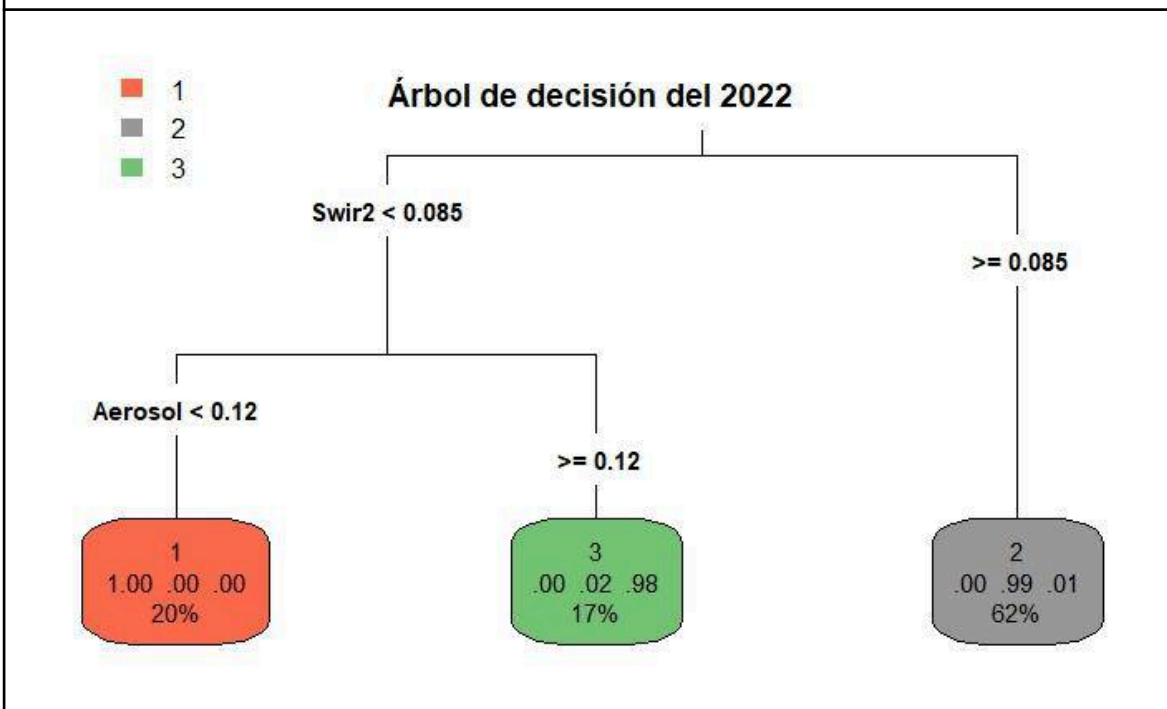 1
2
3
Árbol de decisión del 2022
Swir2 < 0.085
>= 0.085
Aerosol < 0.12
>= 0.12
1
1.00 .00 .00
20%
3
.00 .02 .98
17%
2
.00 .99 .01
62%